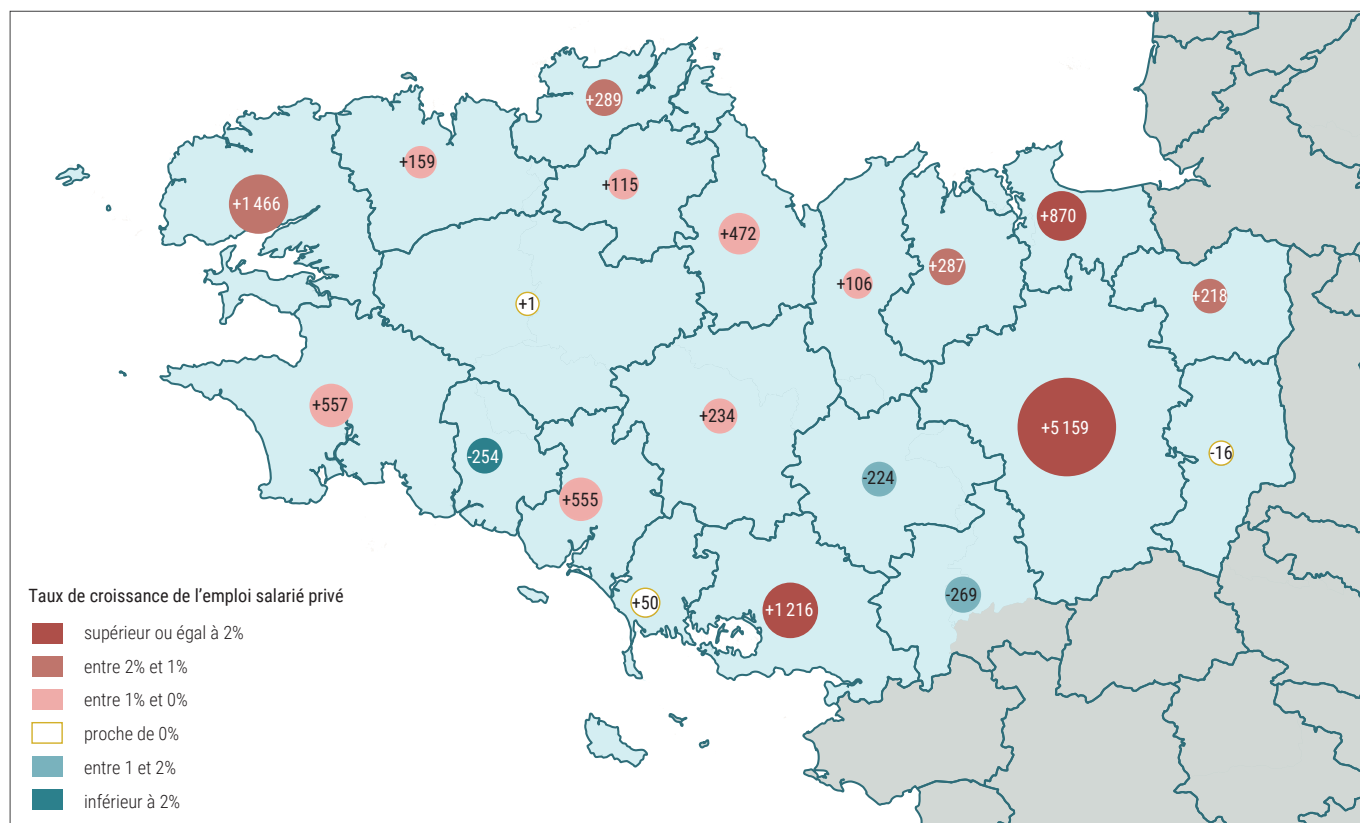 +289
+159
+115
+1 466
+870
+472
+287
+106
+218
+1
+557
+234
+5 159
-254
-16
-224
+555
-269
+50
+1 216
Taux de croissance de l'emploi salarié privé
supérieur ou égal à 2%
entre 2% et 1%
entre 1% et 0%
proche de 0%
entre 1 et 2%
inférieur à 2%